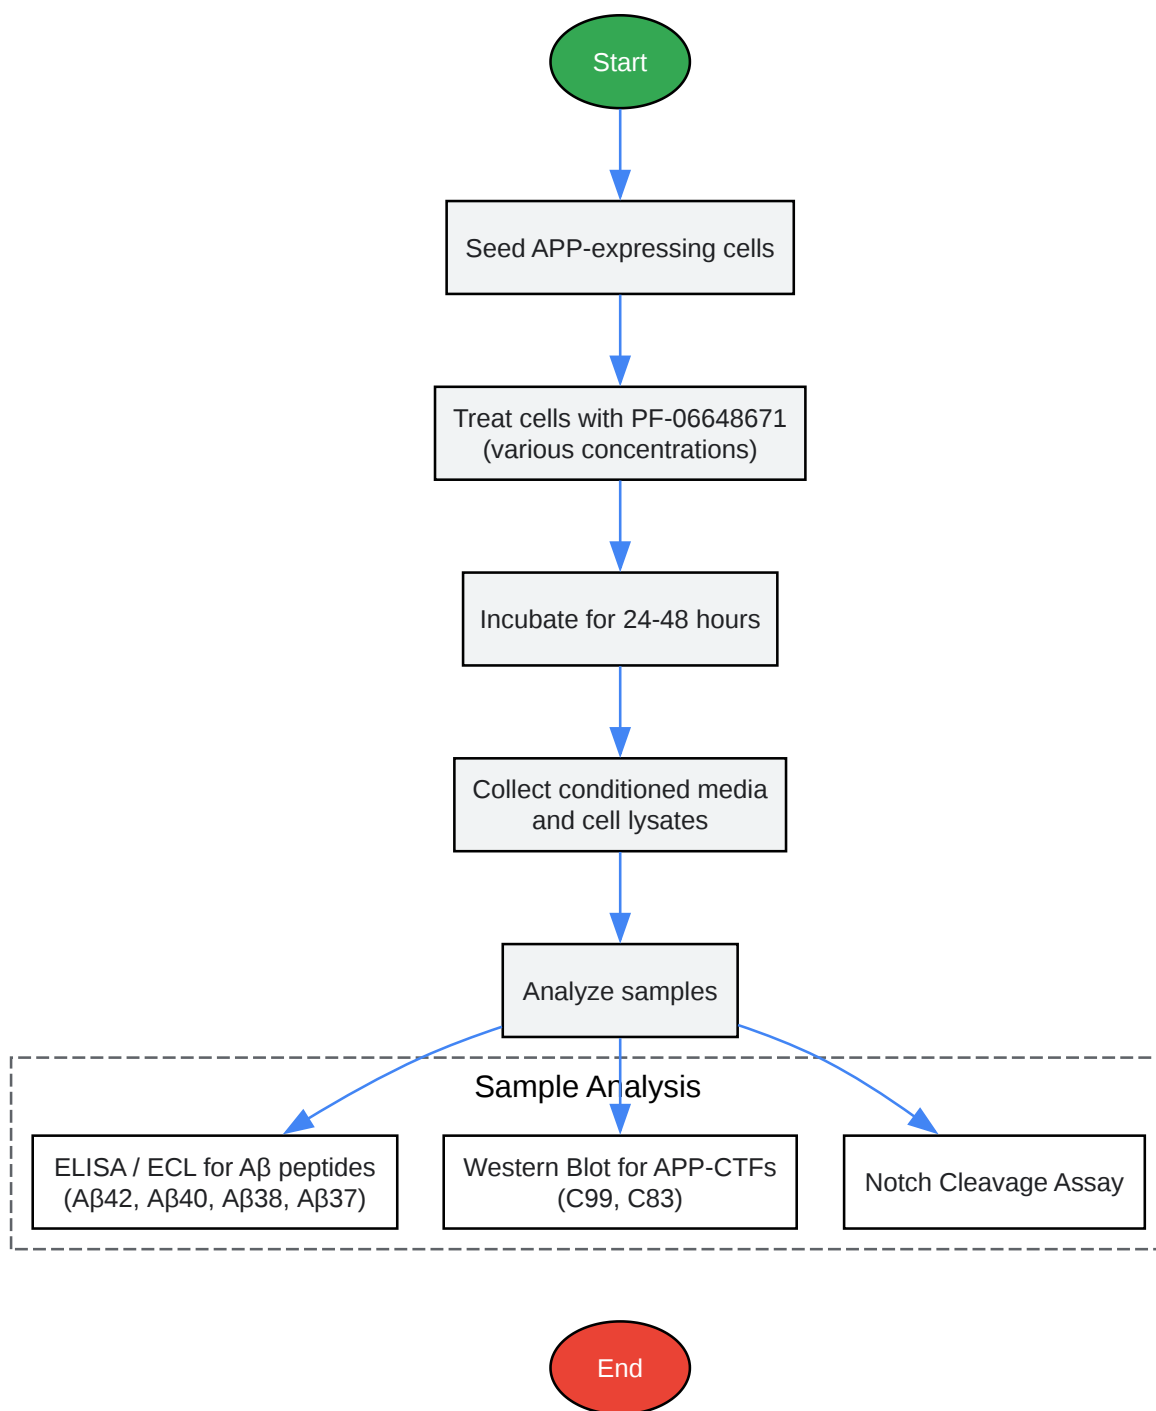 Start
Seed APP-expressing cells
Treat cells with PF-06648671
(various concentrations)
Incubate for 24-48 hours
Collect conditioned media
and cell lysates
Analyze samples
Sample Analysis
ELISA / ECL for Aβ peptides
(Aβ42, Aβ40, Aβ38, Aβ37)
Western Blot for APP-CTFs
(C99, C83)
Notch Cleavage Assay
End